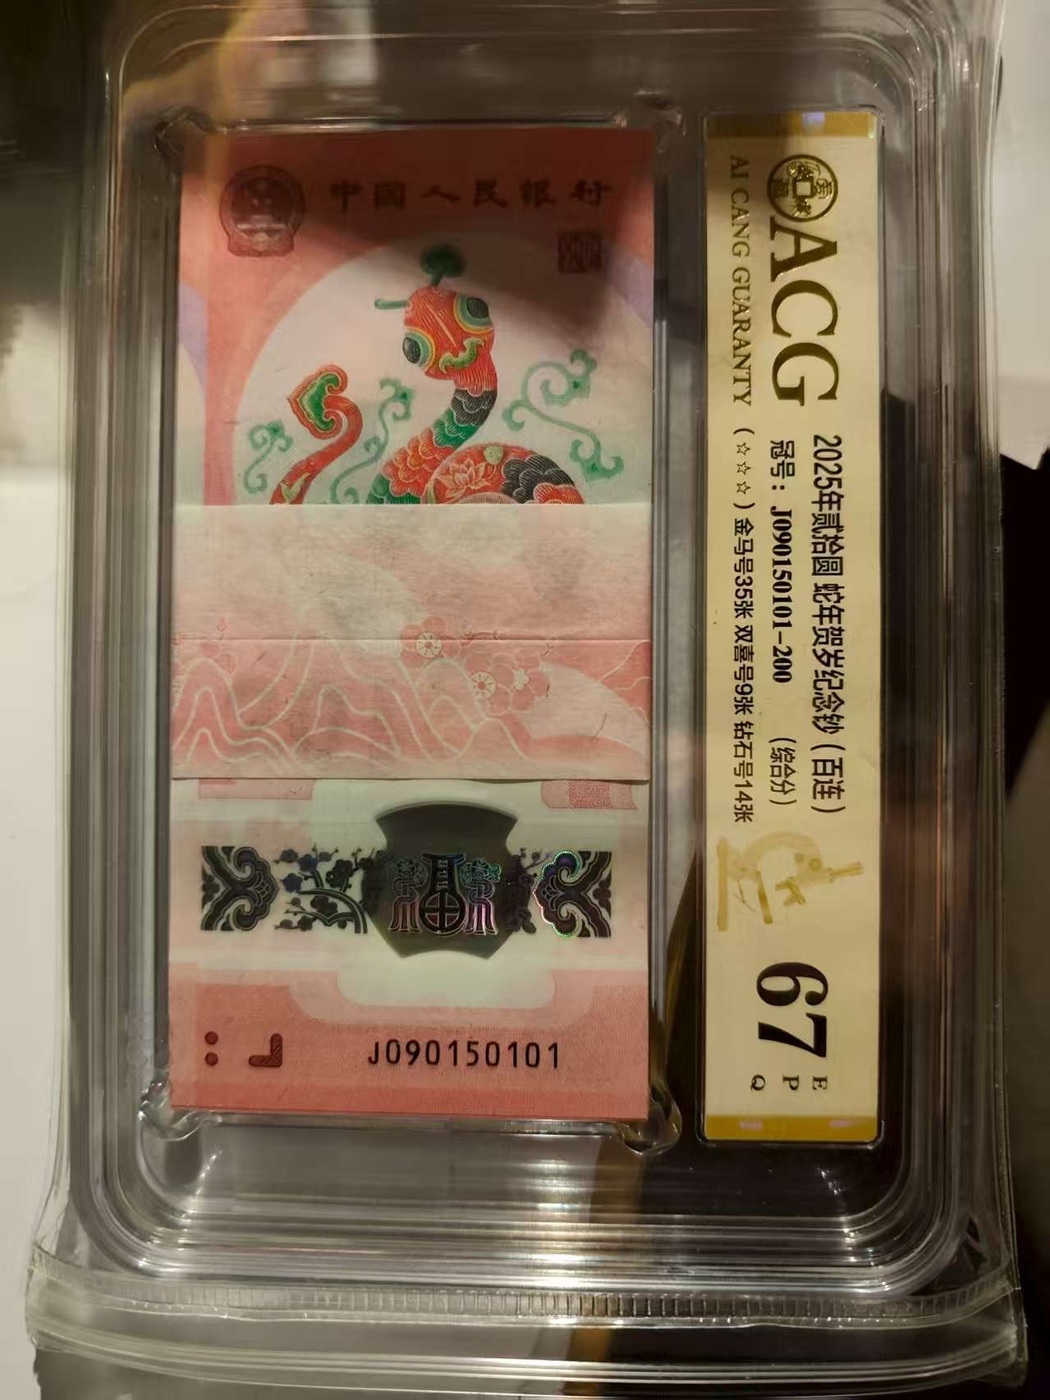 中国人民银行
J090150101
ACG
AI CANG GUARANTY
2025年贰拾圆 蛇年贺岁纪念钞（百连）
冠号：J090150101-200 （综合分）
（☆☆☆）金马号35张 双喜号9张 钻石号14张
67
E
P
Q